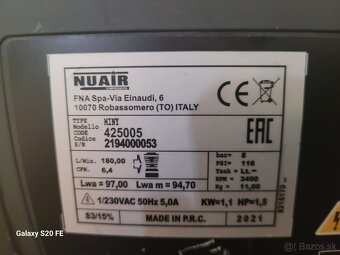 NUAIR
FNA Spa-Via Einaudi, 6
10070 Robassomero (TO) ITALY
CE
TYPE
Modello MINI
CODE
Codice 425005
S/N 2194000053
EAC
L/Min. 180,00
CFM. 6,4
bar= 8
PSI= 116
Tank = Lt.--
RPM = 3400
Kg = 11,00
Lwa = 97,00 Lwa m = 94,70
1/230VAC 50Hz 5,0A KW=1,1 HP=1,5
S3/15% MADE IN P.R.C. 2021
Galaxy S20 FE
Bazos.sk